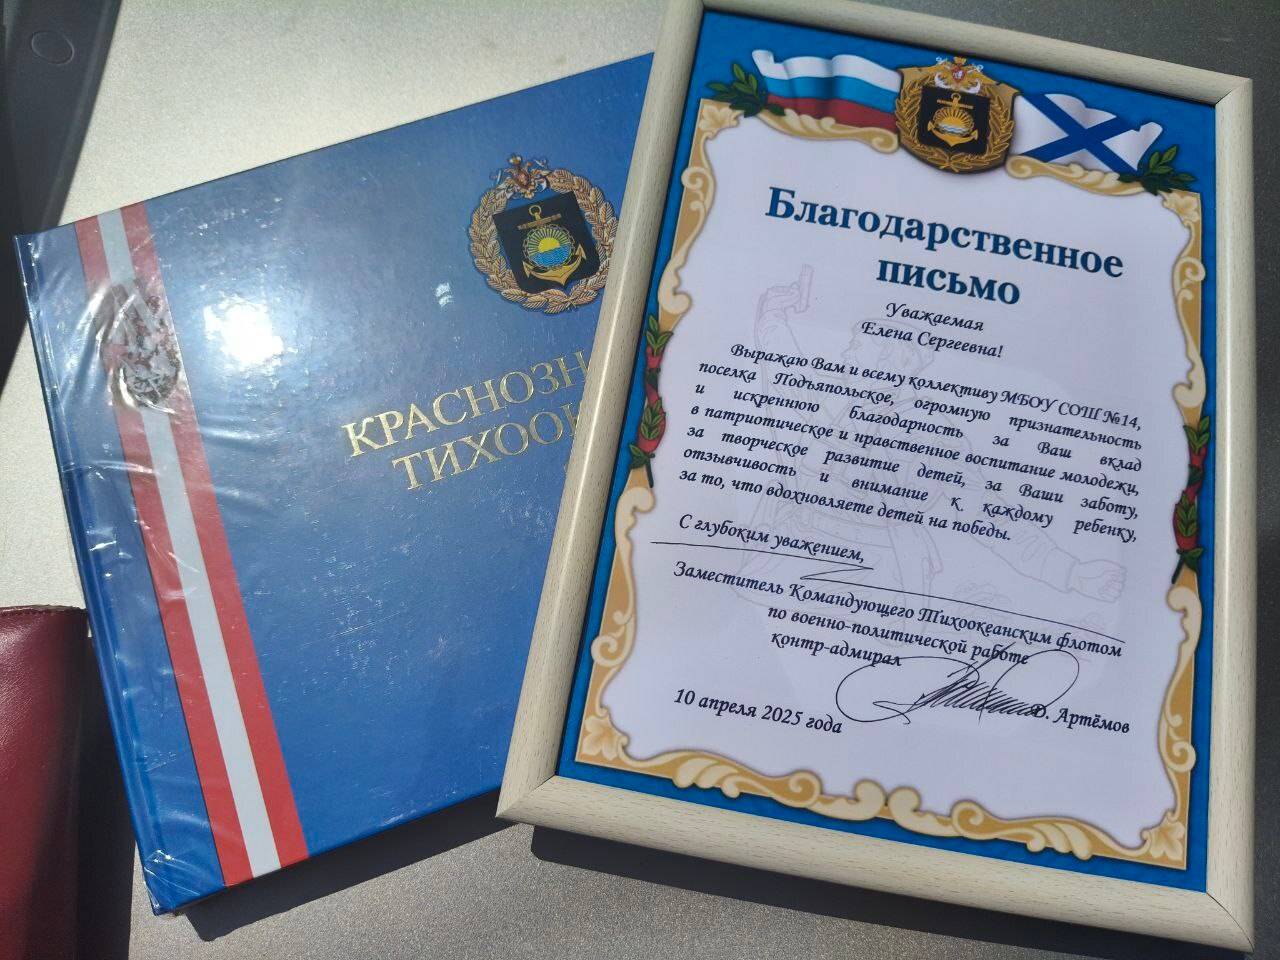 КРАСНОЗН
ТИХООК
Благодарственное
письмо
Уважаемая
Елена Сергеевна!
Выражаю Вам и всему коллективу МБОУ СОШ №14,
поселка Подъяпольское, огромную признательность
и искреннюю благодарность за Ваш вклад
в патриотическое и нравственное воспитание молодежи,
за творческое развитие детей, за Ваши заботу,
отзывчивость и внимание к каждому ребенку,
за то, что вдохновляете детей на победы.
С глубоким уважением,
Заместитель Командующего Тихоокеанским флотом
по военно-политической работе
контр-адмирал
Д. Артёмов
10 апреля 2025 года